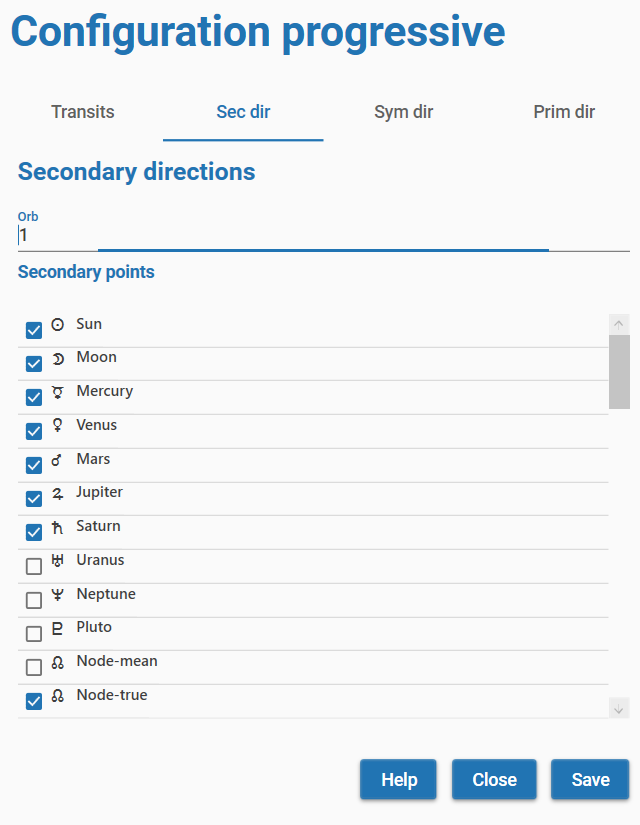 Configuration progressive
Transits Sec dir Sym dir Prim dir
Secondary directions
Orb
1
Secondary points
☉ Sun
☽ Moon
☿ Mercury
♀ Venus
♂ Mars
♃ Jupiter
♄ Saturn
♅ Uranus
♆ Neptune
♇ Pluto
☊ Node-mean
☊ Node-true
Help Close Save